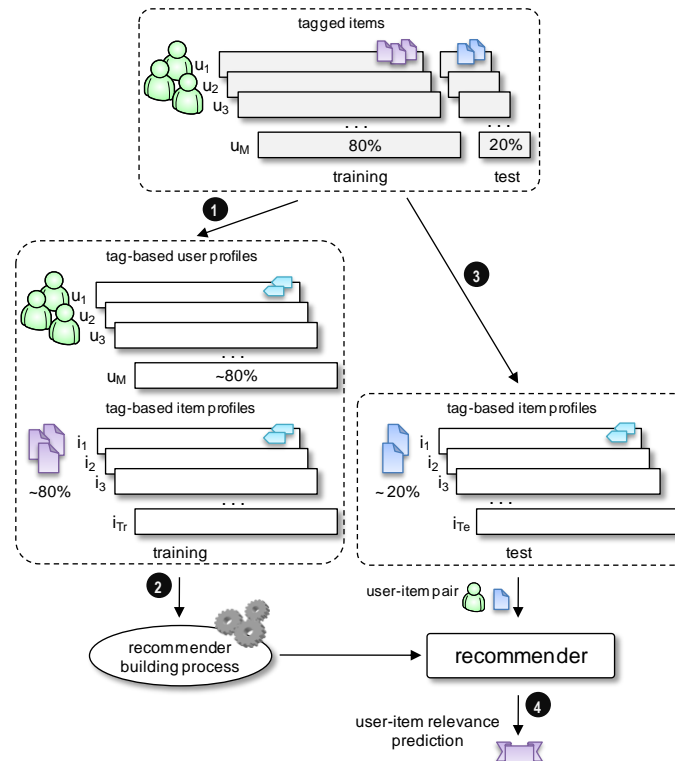 tagged items
u1
u2
u3
. . .
. . .
uM
80%
20%
training
test
1
3
tag-based user profiles
u1
u2
u3
. . .
uM
~80%
tag-based item profiles
i1
i2
i3
~80%
. . .
iTr
training
tag-based item profiles
i1
i2
i3
~ 20%
. . .
iTe
test
2
user-item pair
recommender
building process
recommender
4
user-item relevance
prediction